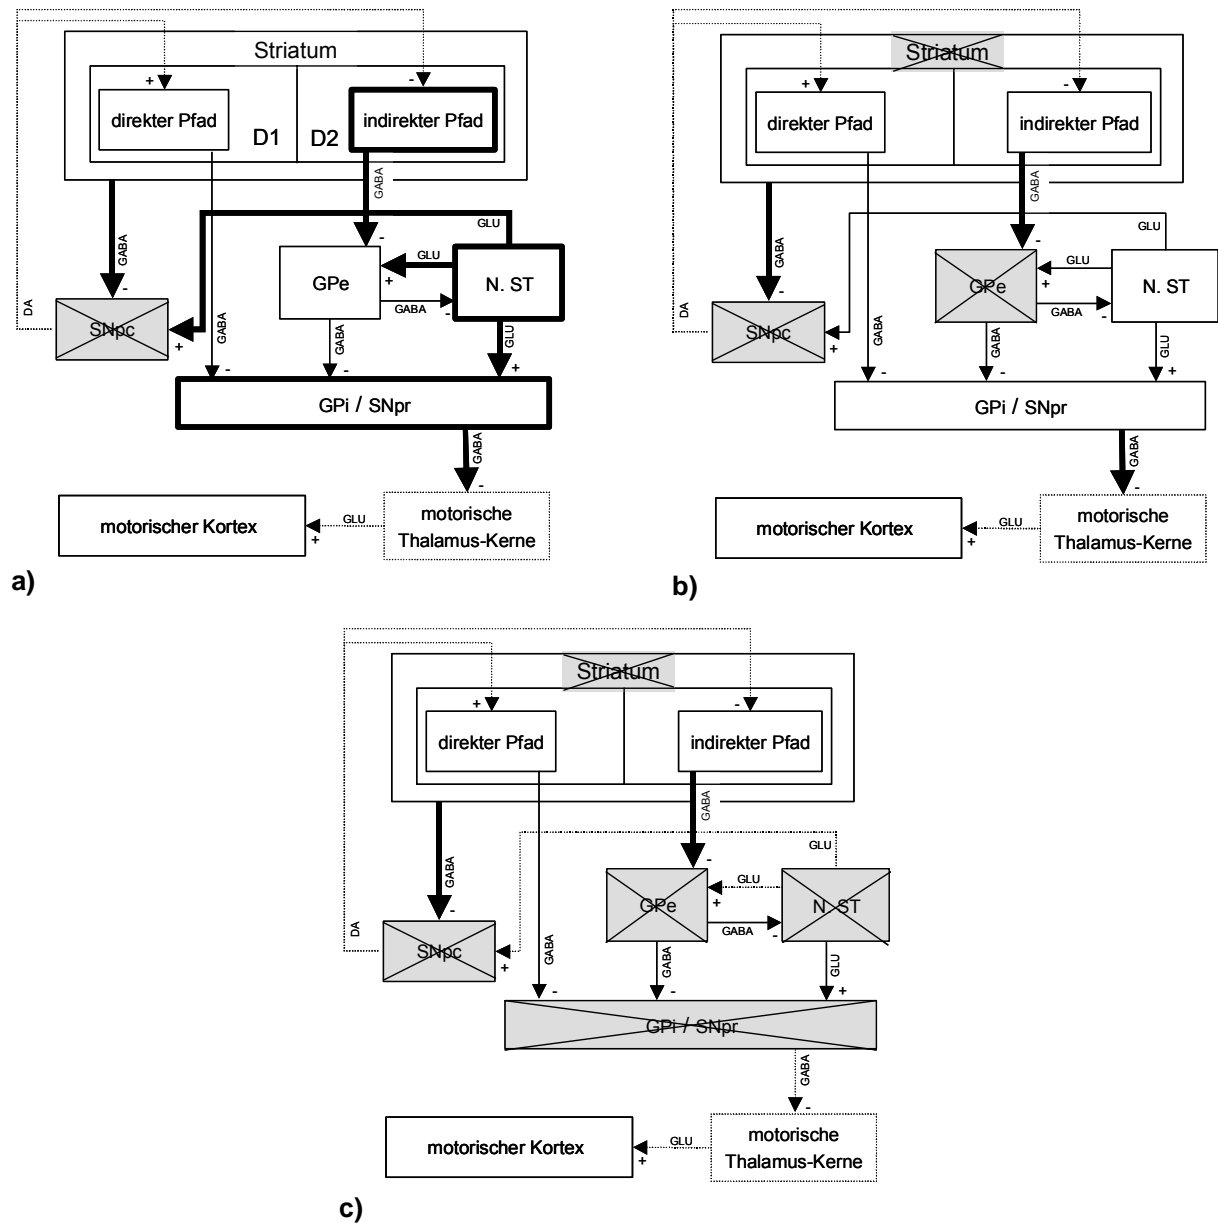 Striatum
+
-
direkter Pfad
D1
D2
indirekter Pfad
GABA
GLU
-
GABA
GPe
GLU
N. ST
+
GABA
-
DA
-
SNpc
+
GABA
GABA
GLU
-
-
+
GPi / SNpr
GABA
-
motorischer Kortex
GLU
+
motorische
Thalamus-Kerne
a)
Striatum
+
-
direkter Pfad
indirekter Pfad
GABA
GLU
-
GABA
GPe
GLU
N. ST
+
GABA
-
DA
-
SNpc
+
GABA
GABA
GLU
-
-
+
GPi / SNpr
GABA
-
motorischer Kortex
GLU
+
motorische
Thalamus-Kerne
b)
Striatum
+
-
direkter Pfad
indirekter Pfad
GABA
GLU
-
GABA
GPe
GLU
N. ST
+
GABA
-
DA
-
SNpc
+
GABA
GABA
GLU
-
-
+
GPi / SNpr
GABA
-
motorischer Kortex
GLU
+
motorische
Thalamus-Kerne
c)